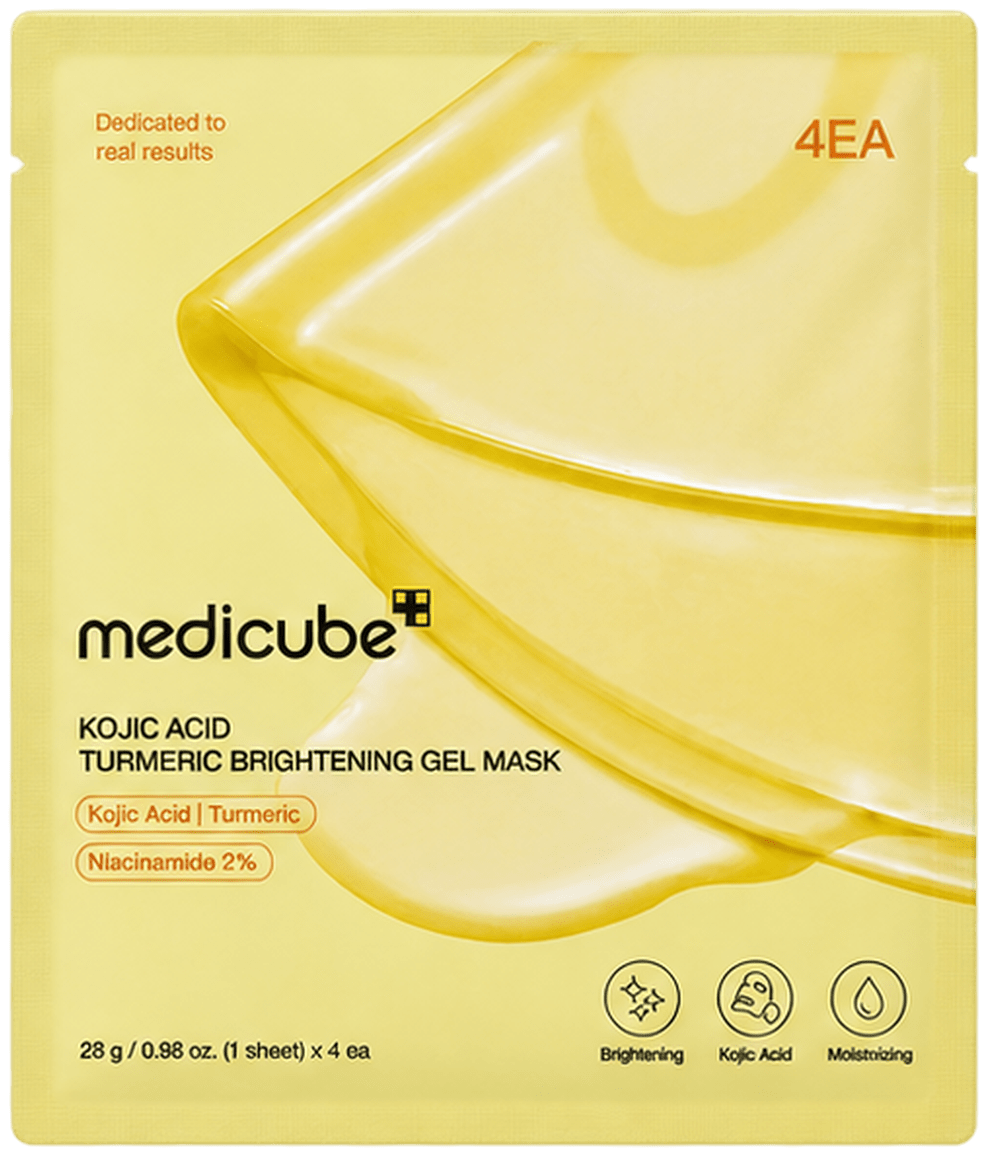 Dedicated to
real results
4EA
medicube
KOJIC ACID
TURMERIC BRIGHTENING GEL MASK
Kojic Acid | Turmeric
Niacinamide 2%
28 g / 0.98 oz. (1 sheet) x 4 ea
Brightening
Kojic Acid
Moisturizing